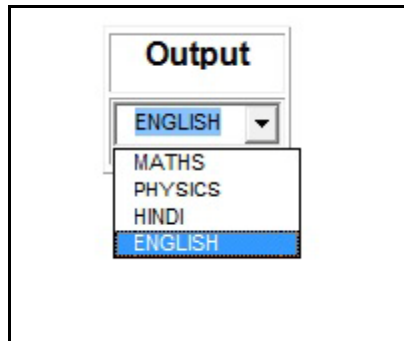 Output
ENGLISH
MATHS
PHYSICS
HINDI
ENGLISH